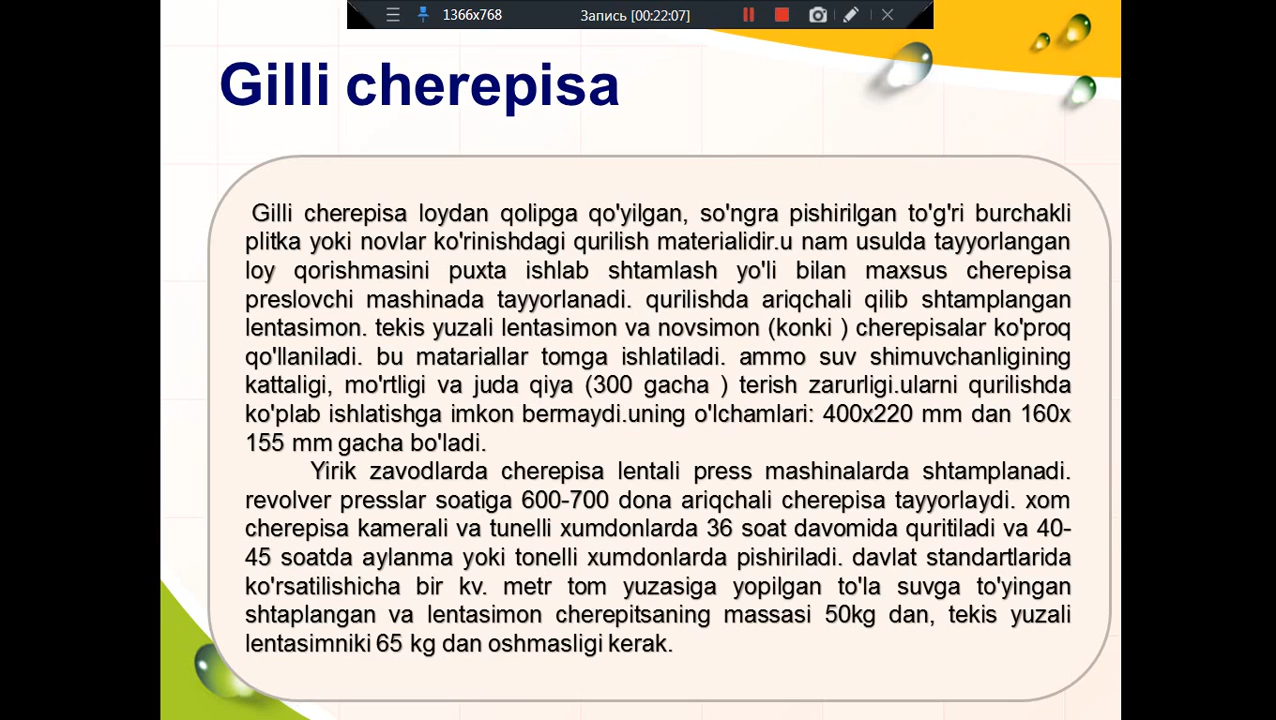 1366x768 Запись [00:22:07]
Gilli cherepisa
Gilli cherepisa loydan qolipga qo'yilgan, so'ngra pishirilgan to'g'ri burchakli
plitka yoki novlar ko'rinishdagi qurilish materialidir.u nam usulda tayyorlangan
loy qorishmasini puxta ishlab shtamlash yo'li bilan maxsus cherepisa
preslovchi mashinada tayyorlanadi. qurilishda ariqchali qilib shtamplangan
lentasimon. tekis yuzali lentasimon va novsimon (konki ) cherepisalar ko'proq
qo'llaniladi. bu matariallar tomga ishlatiladi. ammo suv shimuvchanligining
kattaligi, mo'rtligi va juda qiya (300 gacha ) terish zarurligi.ularni qurilishda
ko'plab ishlatishga imkon bermaydi.uning o'lchamlari: 400x220 mm dan 160x
155 mm gacha bo'ladi.
Yirik zavodlarda cherepisa lentali press mashinalarda shtamplanadi.
revolver presslar soatiga 600-700 dona ariqchali cherepisa tayyorlaydi. xom
cherepisa kamerali va tunelli xumdonlarda 36 soat davomida quritiladi va 40-
45 soatda aylanma yoki tonelli xumdonlarda pishiriladi. davlat standartlarida
ko'rsatilishicha bir kv. metr tom yuzasiga yopilgan to'la suvga to'yingan
shtaplangan va lentasimon cherepitsaning massasi 50kg dan, tekis yuzali
lentasimniki 65 kg dan oshmasligi kerak.